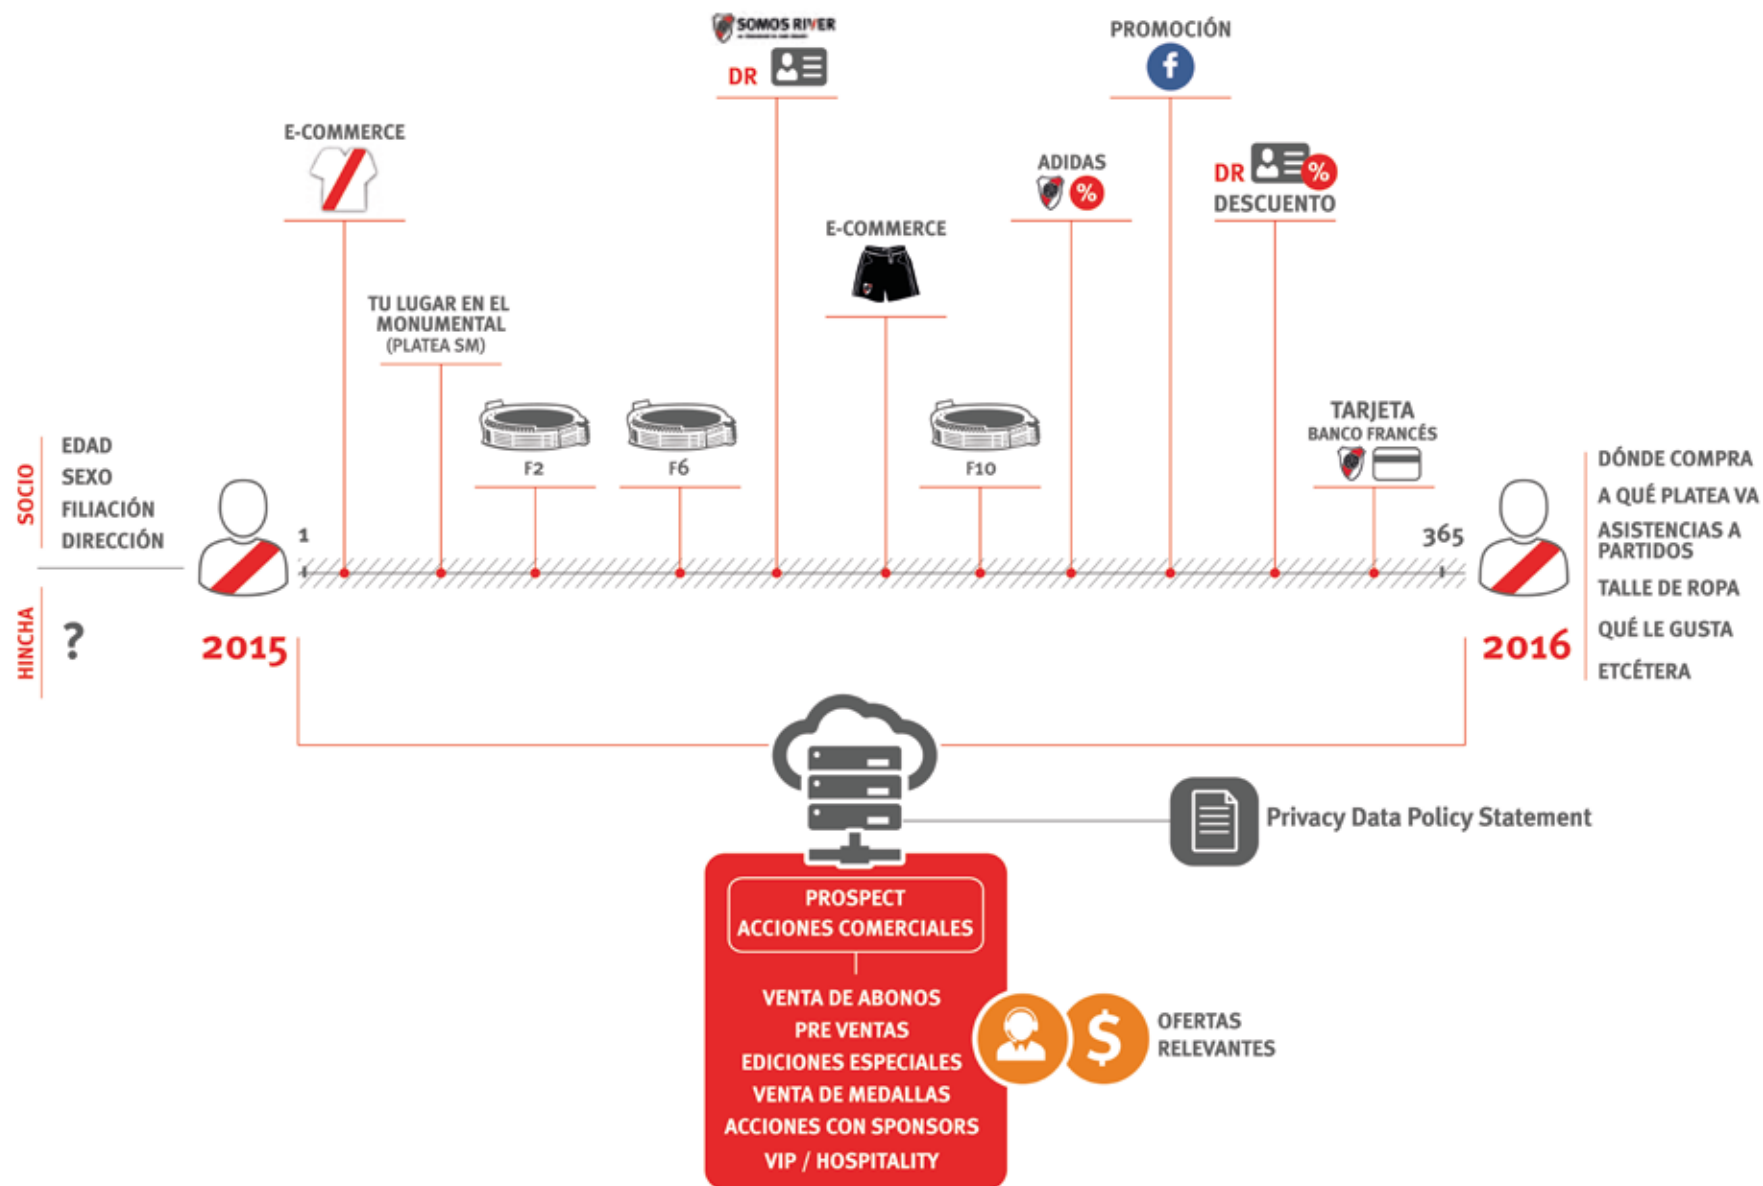 SOMOS RIVER
DR
PROMOCIÓN
f
E-COMMERCE
ADIDAS
%
DR
%
DESCUENTO
E-COMMERCE
TU LUGAR EN EL
MONUMENTAL
(PLATEA SM)
F2
F6
F10
TARJETA
BANCO FRANCÉS
SOCIO
EDAD
SEXO
FILIACIÓN
DIRECCIÓN
HINCHA
?
1
2015
365
2016
DÓNDE COMPRA
A QUÉ PLATEA VA
ASISTENCIAS A
PARTIDOS
TALLE DE ROPA
QUÉ LE GUSTA
ETCÉTERA
Privacy Data Policy Statement
PROSPECT
ACCIONES COMERCIALES
VENTA DE ABONOS
PRE VENTAS
EDICIONES ESPECIALES
VENTA DE MEDALLAS
ACCIONES CON SPONSORS
VIP / HOSPITALITY
$
OFERTAS
RELEVANTES